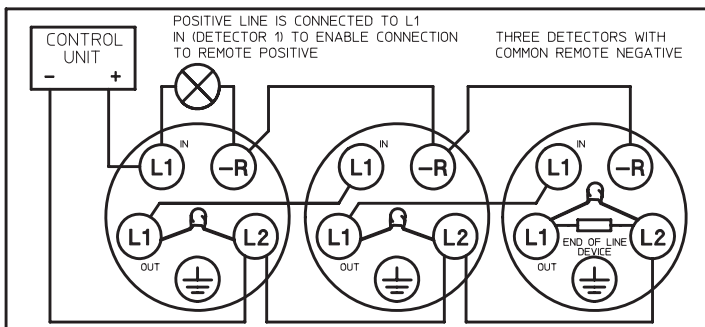 POSITIVE LINE IS CONNECTED TO L1
IN (DETECTOR 1) TO ENABLE CONNECTION
TO REMOTE POSITIVE
THREE DETECTORS WITH
COMMON REMOTE NEGATIVE
CONTROL
UNIT
- +
IN IN IN
L1 -R L1 -R L1 -R
L1 L2 L1 L2 L1 L2
OUT OUT OUT
END OF LINE
DEVICE